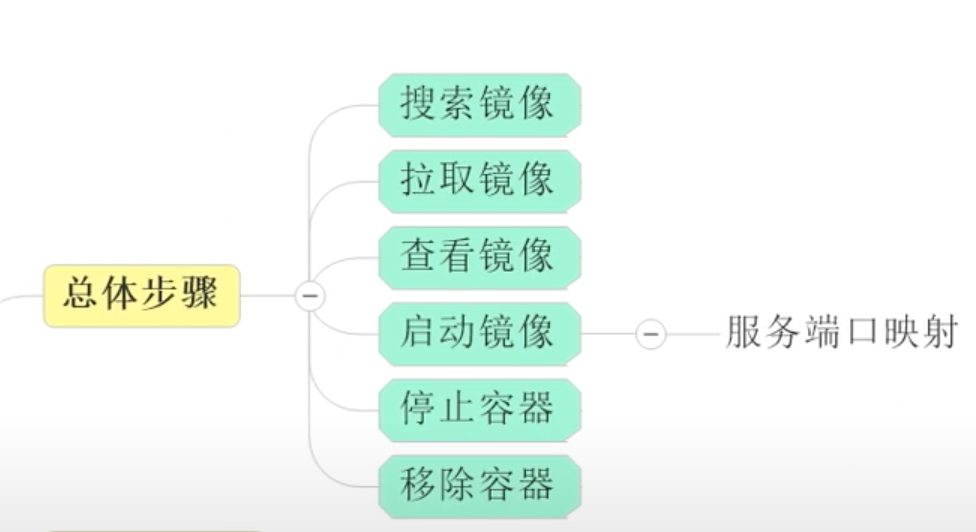 搜索镜像
拉取镜像
查看镜像
总体步骤
启动镜像
服务端口映射
停止容器
移除容器